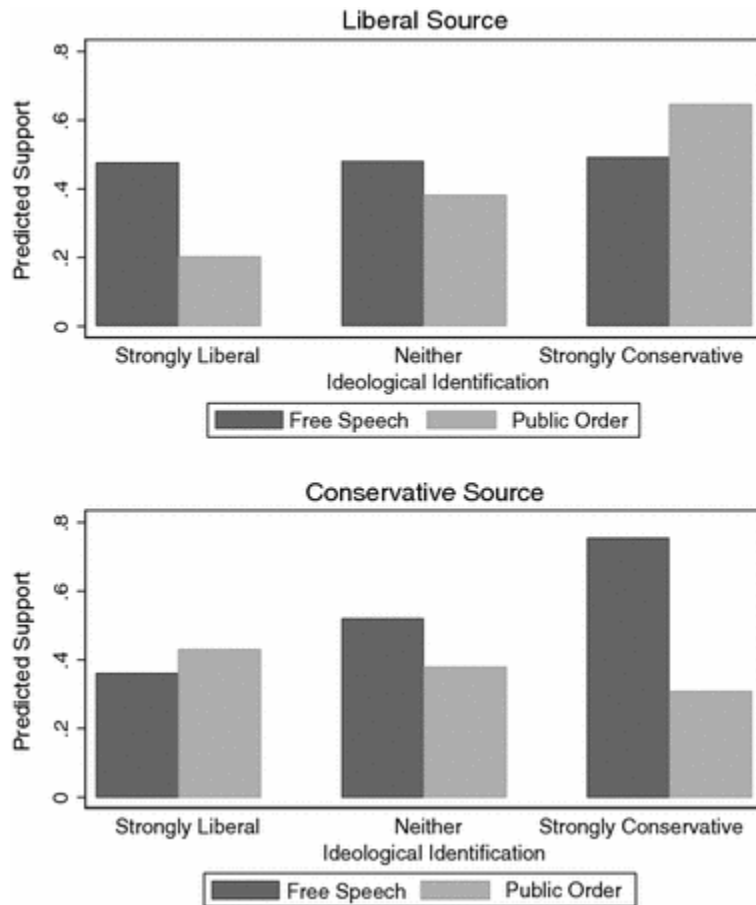 Liberal Source
.8
.6
.4
.2
0
Predicted Support
Strongly Liberal Neither Strongly Conservative
Ideological Identification
Free Speech Public Order
Conservative Source
.8
.6
.4
.2
0
Predicted Support
Strongly Liberal Neither Strongly Conservative
Ideological Identification
Free Speech Public Order